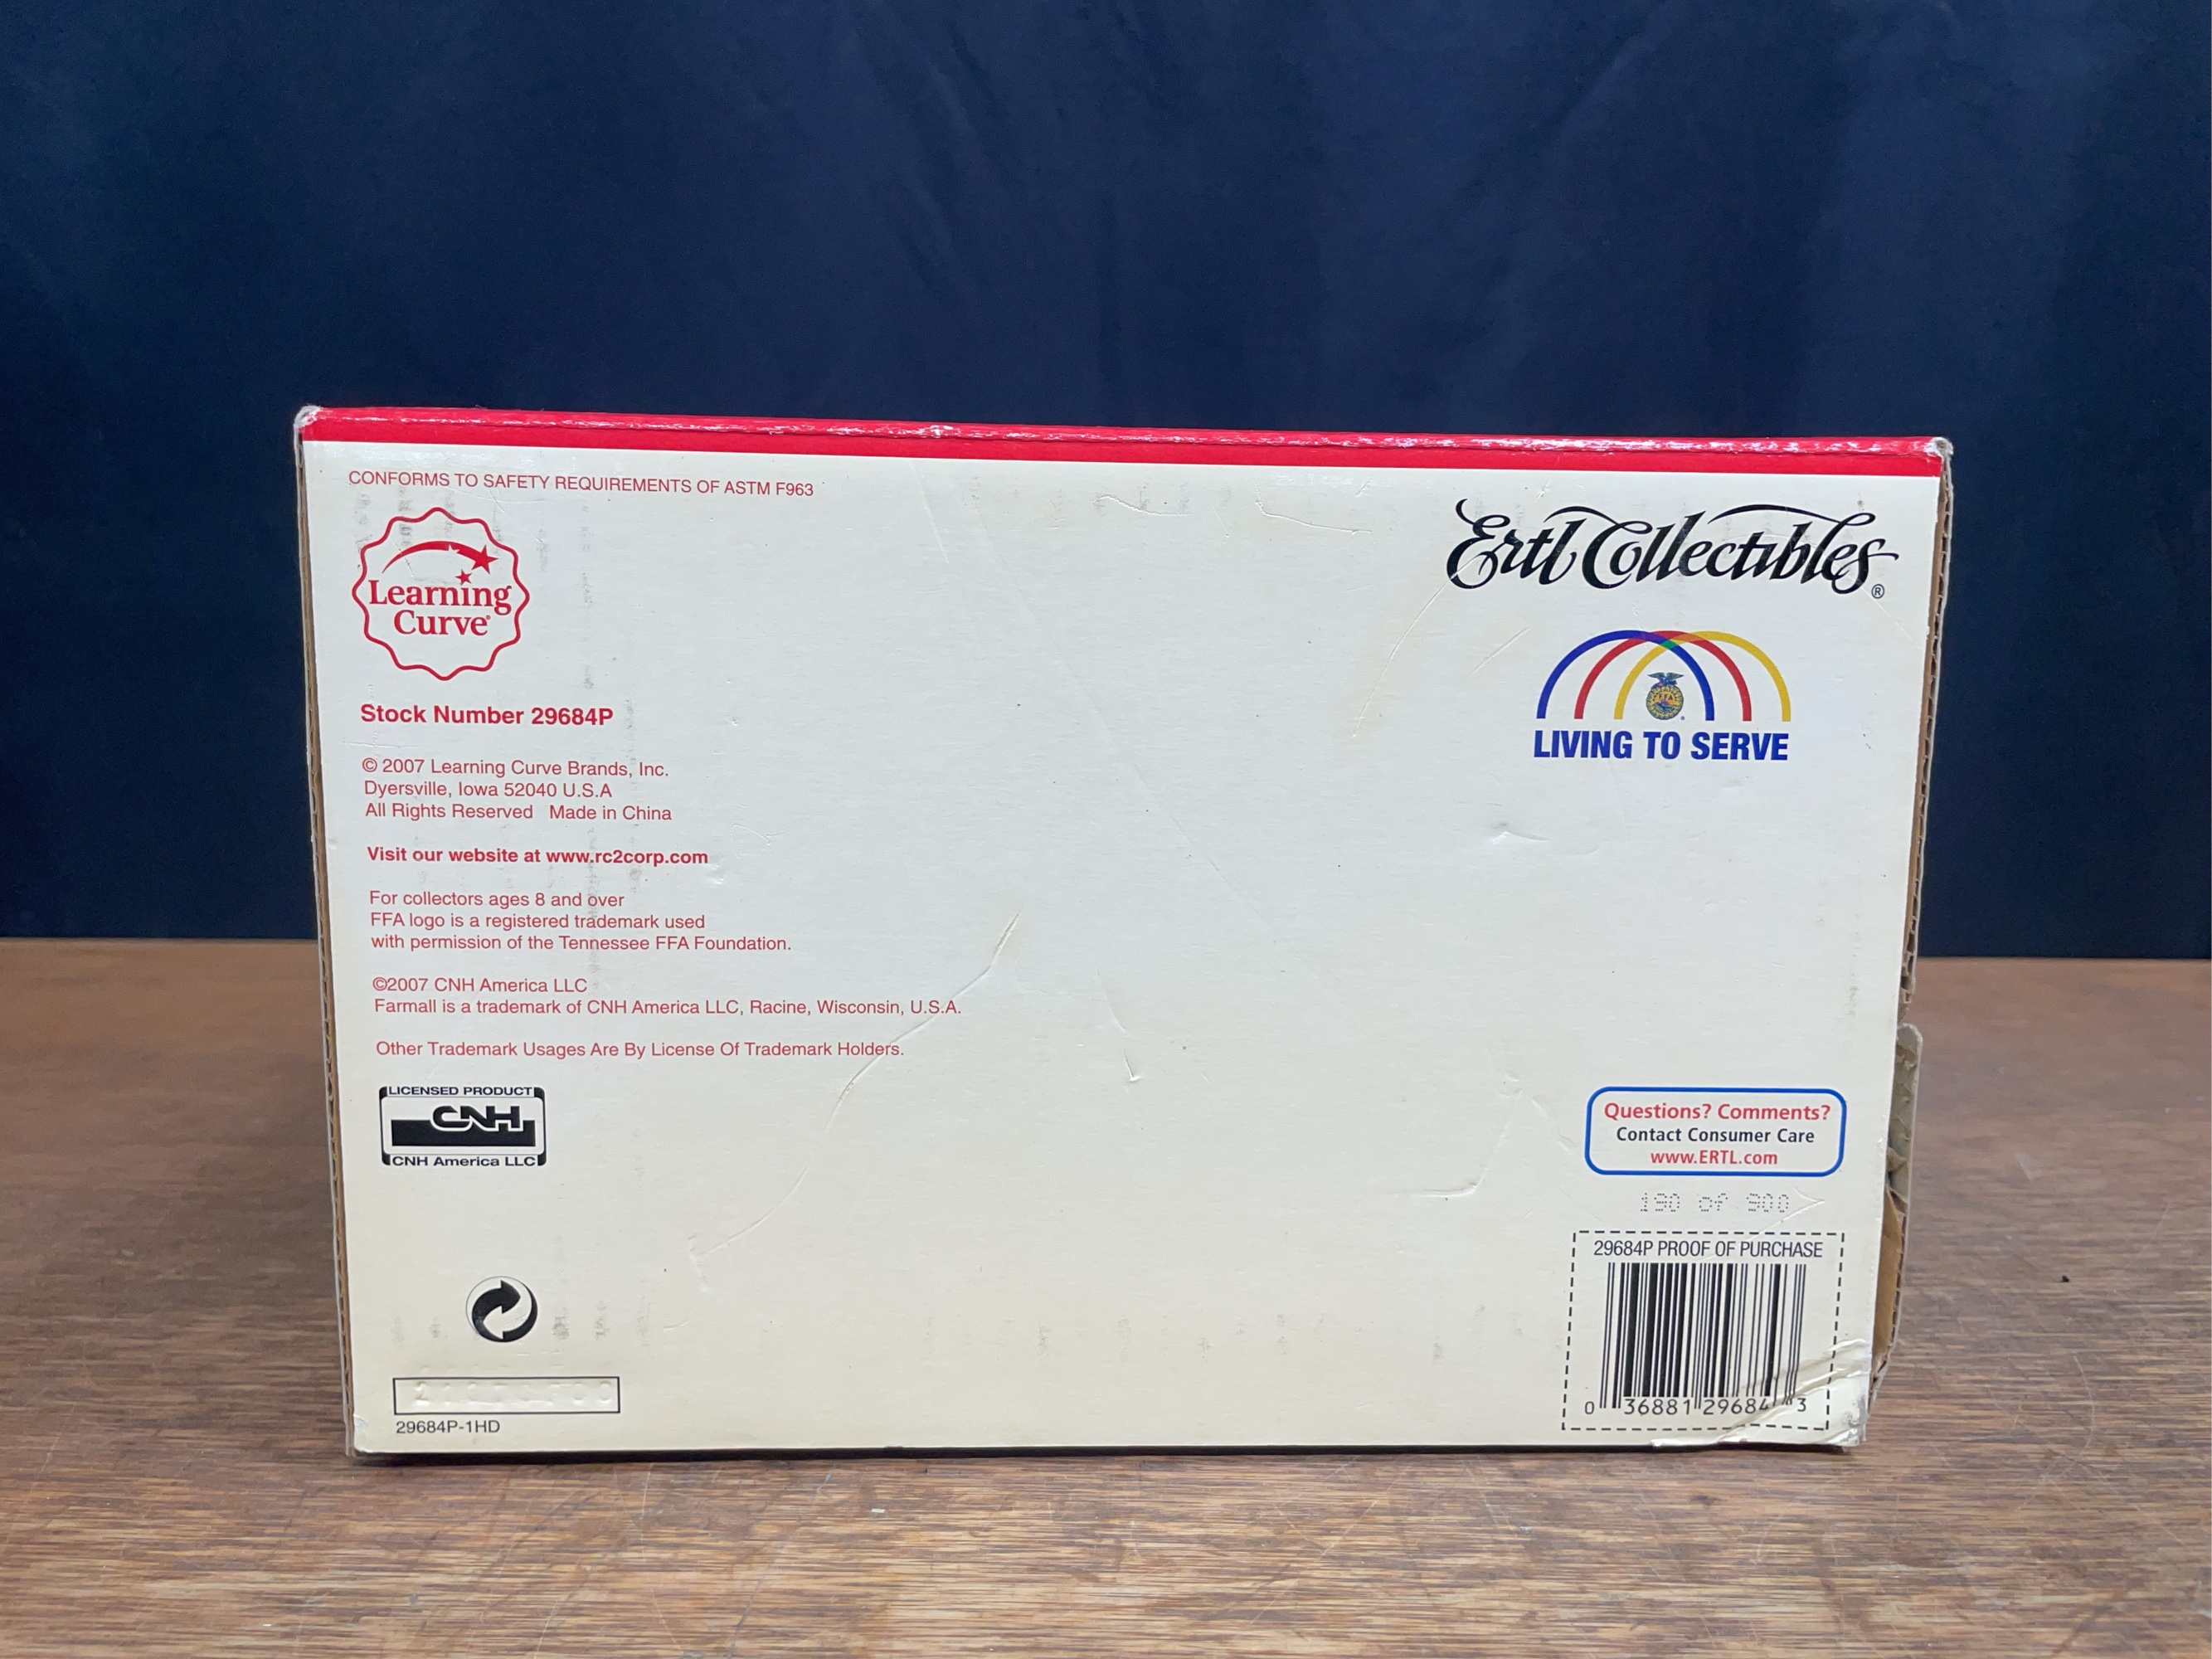 CONFORMS TO SAFETY REQUIREMENTS OF ASTM F963
Learning
Curve®
Stock Number 29684P
© 2007 Learning Curve Brands, Inc.
Dyersville, Iowa 52040 U.S.A
All Rights Reserved Made in China
Visit our website at www.rc2corp.com
For collectors ages 8 and over
FFA logo is a registered trademark used
with permission of the Tennessee FFA Foundation.
©2007 CNH America LLC
Farmall is a trademark of CNH America LLC, Racine, Wisconsin, U.S.A.
Other Trademark Usages Are By License Of Trademark Holders.
LICENSED PRODUCT
CNH
CNH America LLC
29684P-1HD
Ertl Collectibles®
LIVING TO SERVE
Questions? Comments?
Contact Consumer Care
www.ERTL.com
190 of 900
29684P PROOF OF PURCHASE
0 36881 29684 3